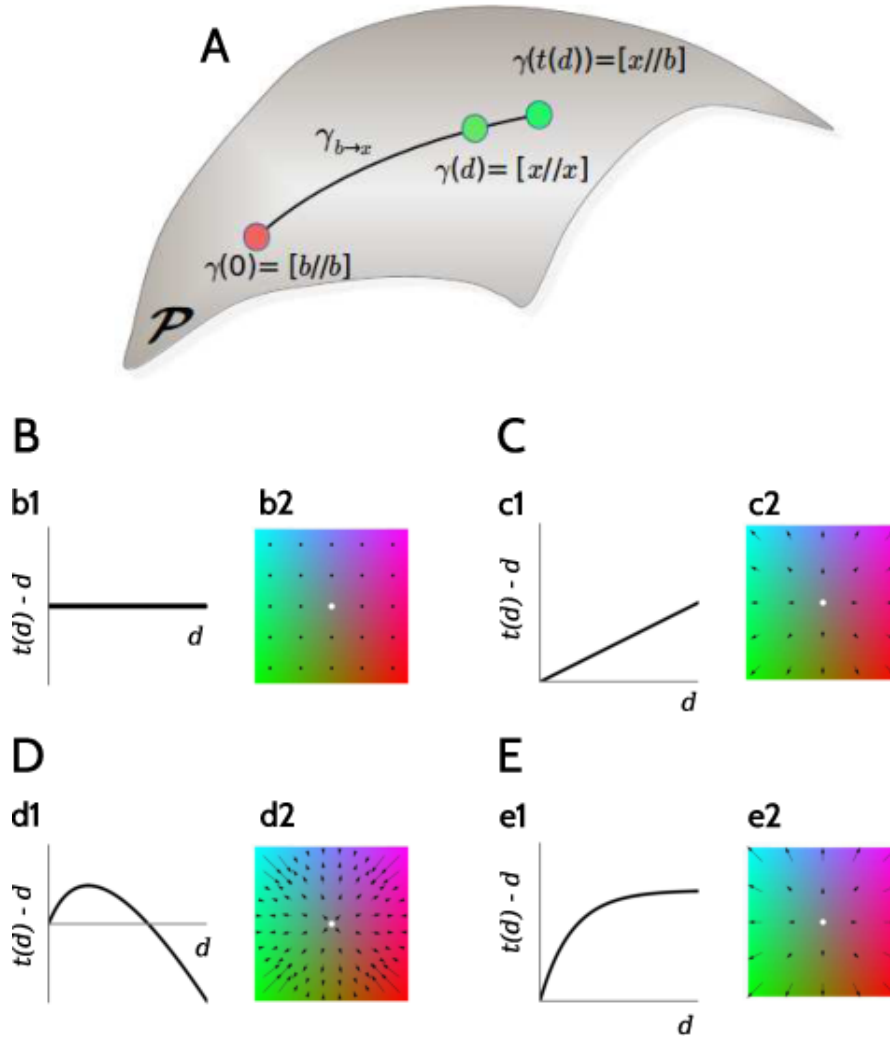 A
γ(t(d))=[x//b]
γ_{b→x}
γ(d)= [x//x]
γ(0)= [b//b]
𝒫
B
C
b1
b2
c1
c2
t(d) - d
d
t(d) - d
d
D
E
d1
d2
e1
e2
t(d) - d
d
t(d) - d
d